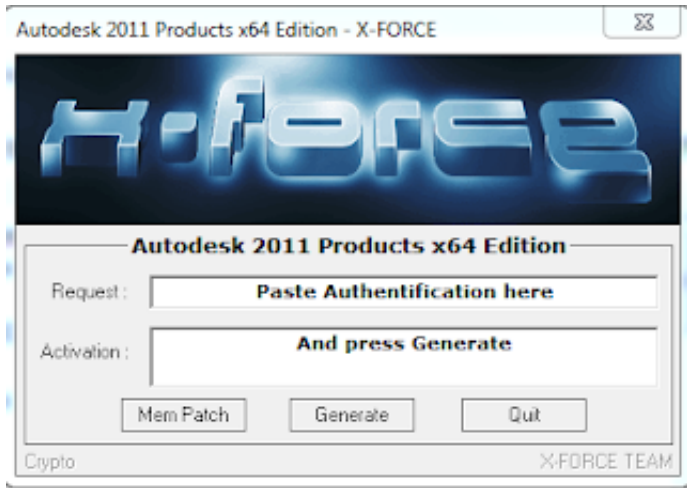 Autodesk 2011 Products x64 Edition - X-FORCE
x-force
Autodesk 2011 Products x64 Edition
Request : Paste Authentification here
Activation : And press Generate
Mem Patch Generate Quit
Crypto X-FORCE TEAM